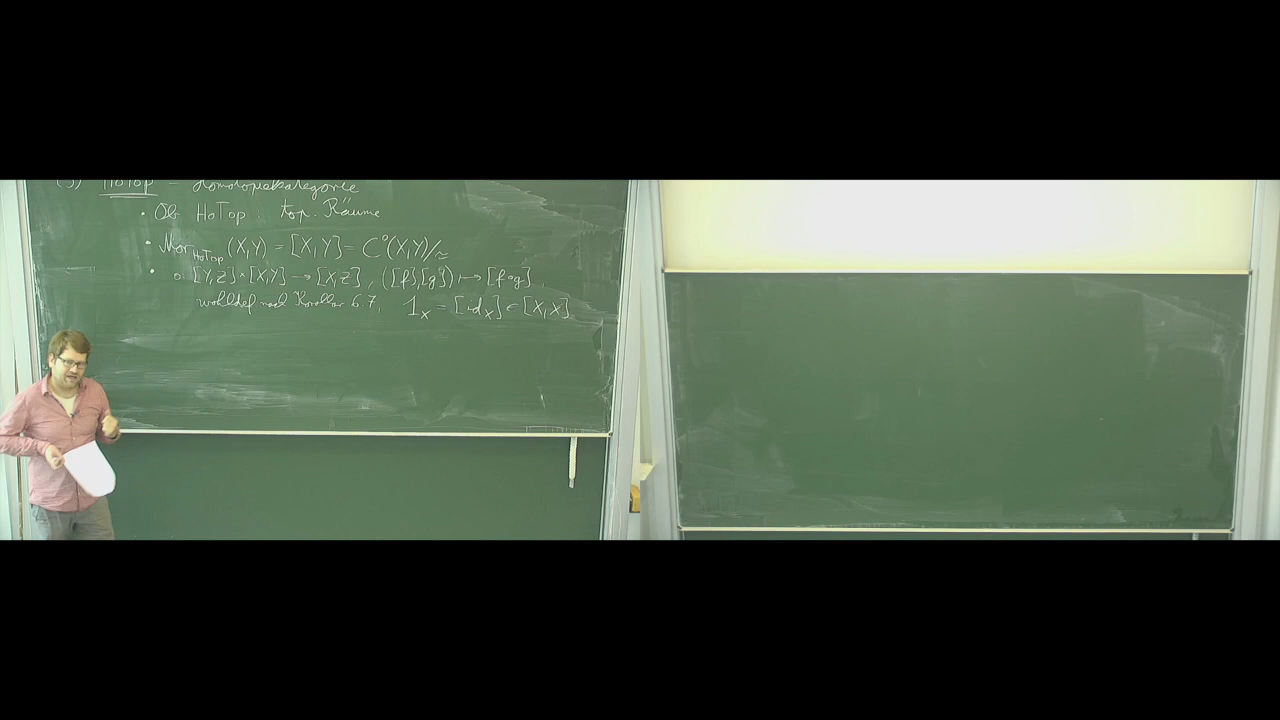 (5) HoTop – Homotopiekategorie
• Ob HoTop : top. Räume
• Mor_HoTop (X,Y) = [X,Y] = C⁰(X,Y)/≃
• ∘: [Y,Z]×[X,Y] → [X,Z], ([f],[g]) ↦ [f∘g],
wohldef nach Korollar 6.7, 1_X = [id_X] ∈ [X,X]